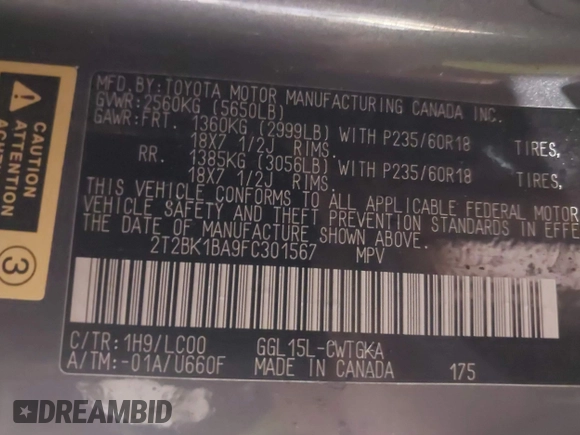 MFD. BY: TOYOTA MOTOR MANUFACTURING CANADA INC.
GVWR: 2560KG (5650LB)
GAWR: FRT. 1360KG (2999LB) WITH P235/60R18 TIRES,
18X7 1/2J RIMS.
RR. 1385KG (3056LB) WITH P235/60R18 TIRES,
18X7 1/2J RIMS.
THIS VEHICLE CONFORMS TO ALL APPLICABLE FEDERAL MOTOR
VEHICLE SAFETY AND THEFT PREVENTION STANDARDS IN EFFE
THE DATE OF MANUFACTURE SHOWN ABOVE.
2T2BK1BA9FC301567 MPV
C/TR: 1H9/LC00 GGL15L-CWTGKA
A/TM: -01A/U660F MADE IN CANADA 175
CAUTION
ATTENTION
3
DREAMBID